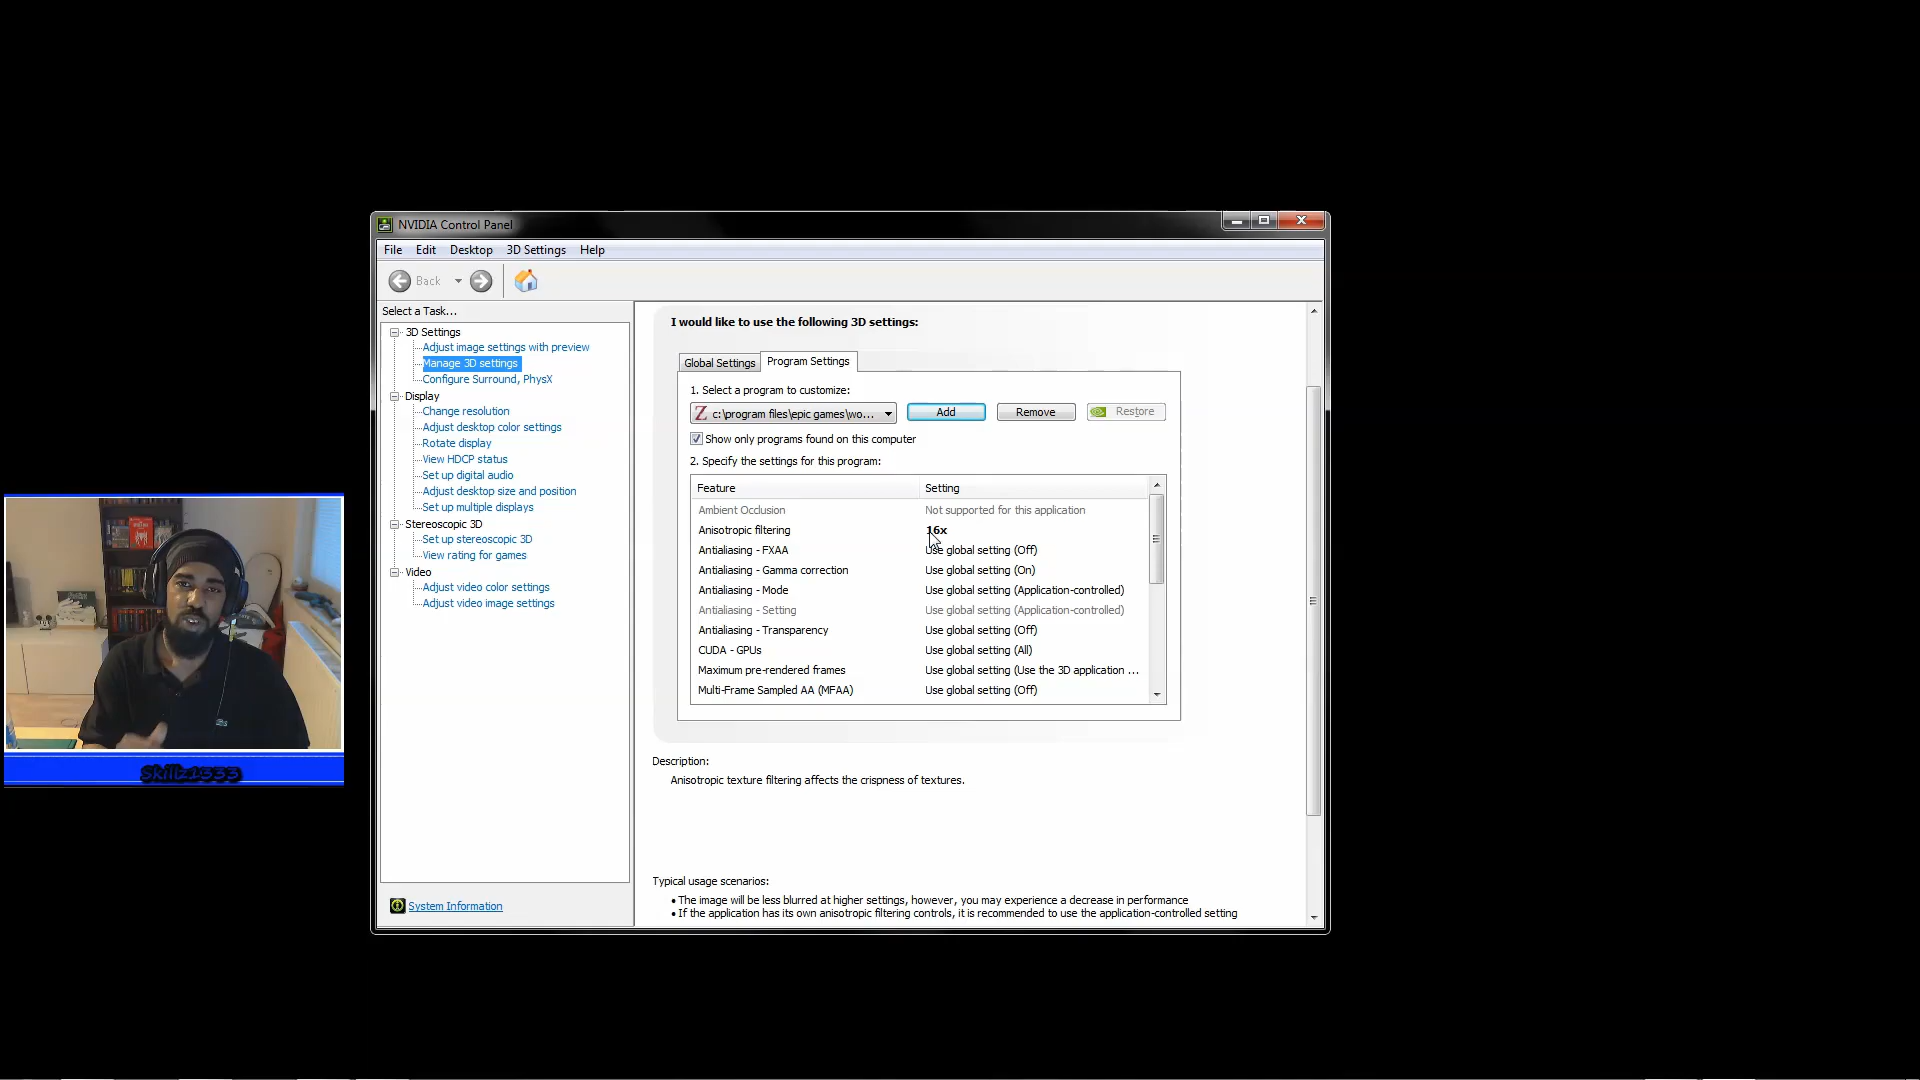 NVIDIA Control Panel
File Edit Desktop 3D Settings Help
Back
Select a Task...
3D Settings
Adjust image settings with preview
Manage 3D settings
Configure Surround, PhysX
Display
Change resolution
Adjust desktop color settings
Rotate display
View HDCP status
Set up digital audio
Adjust desktop size and position
Set up multiple displays
Stereoscopic 3D
Set up stereoscopic 3D
View rating for games
Video
Adjust video color settings
Adjust video image settings
System Information
I would like to use the following 3D settings:
Global Settings Program Settings
1. Select a program to customize:
Z c:\program files\epic games\wo... Add Remove Restore
Show only programs found on this computer
2. Specify the settings for this program:
Feature Setting
Ambient Occlusion Not supported for this application
Anisotropic filtering 16x
Antialiasing - FXAA Use global setting (Off)
Antialiasing - Gamma correction Use global setting (On)
Antialiasing - Mode Use global setting (Application-controlled)
Antialiasing - Setting Use global setting (Application-controlled)
Antialiasing - Transparency Use global setting (Off)
CUDA - GPUs Use global setting (All)
Maximum pre-rendered frames Use global setting (Use the 3D application ...
Multi-Frame Sampled AA (MFAA) Use global setting (Off)
Description:
Anisotropic texture filtering affects the crispness of textures.
Typical usage scenarios:
• The image will be less blurred at higher settings, however, you may experience a decrease in performance
• If the application has its own anisotropic filtering controls, it is recommended to use the application-controlled setting
Skillz1333